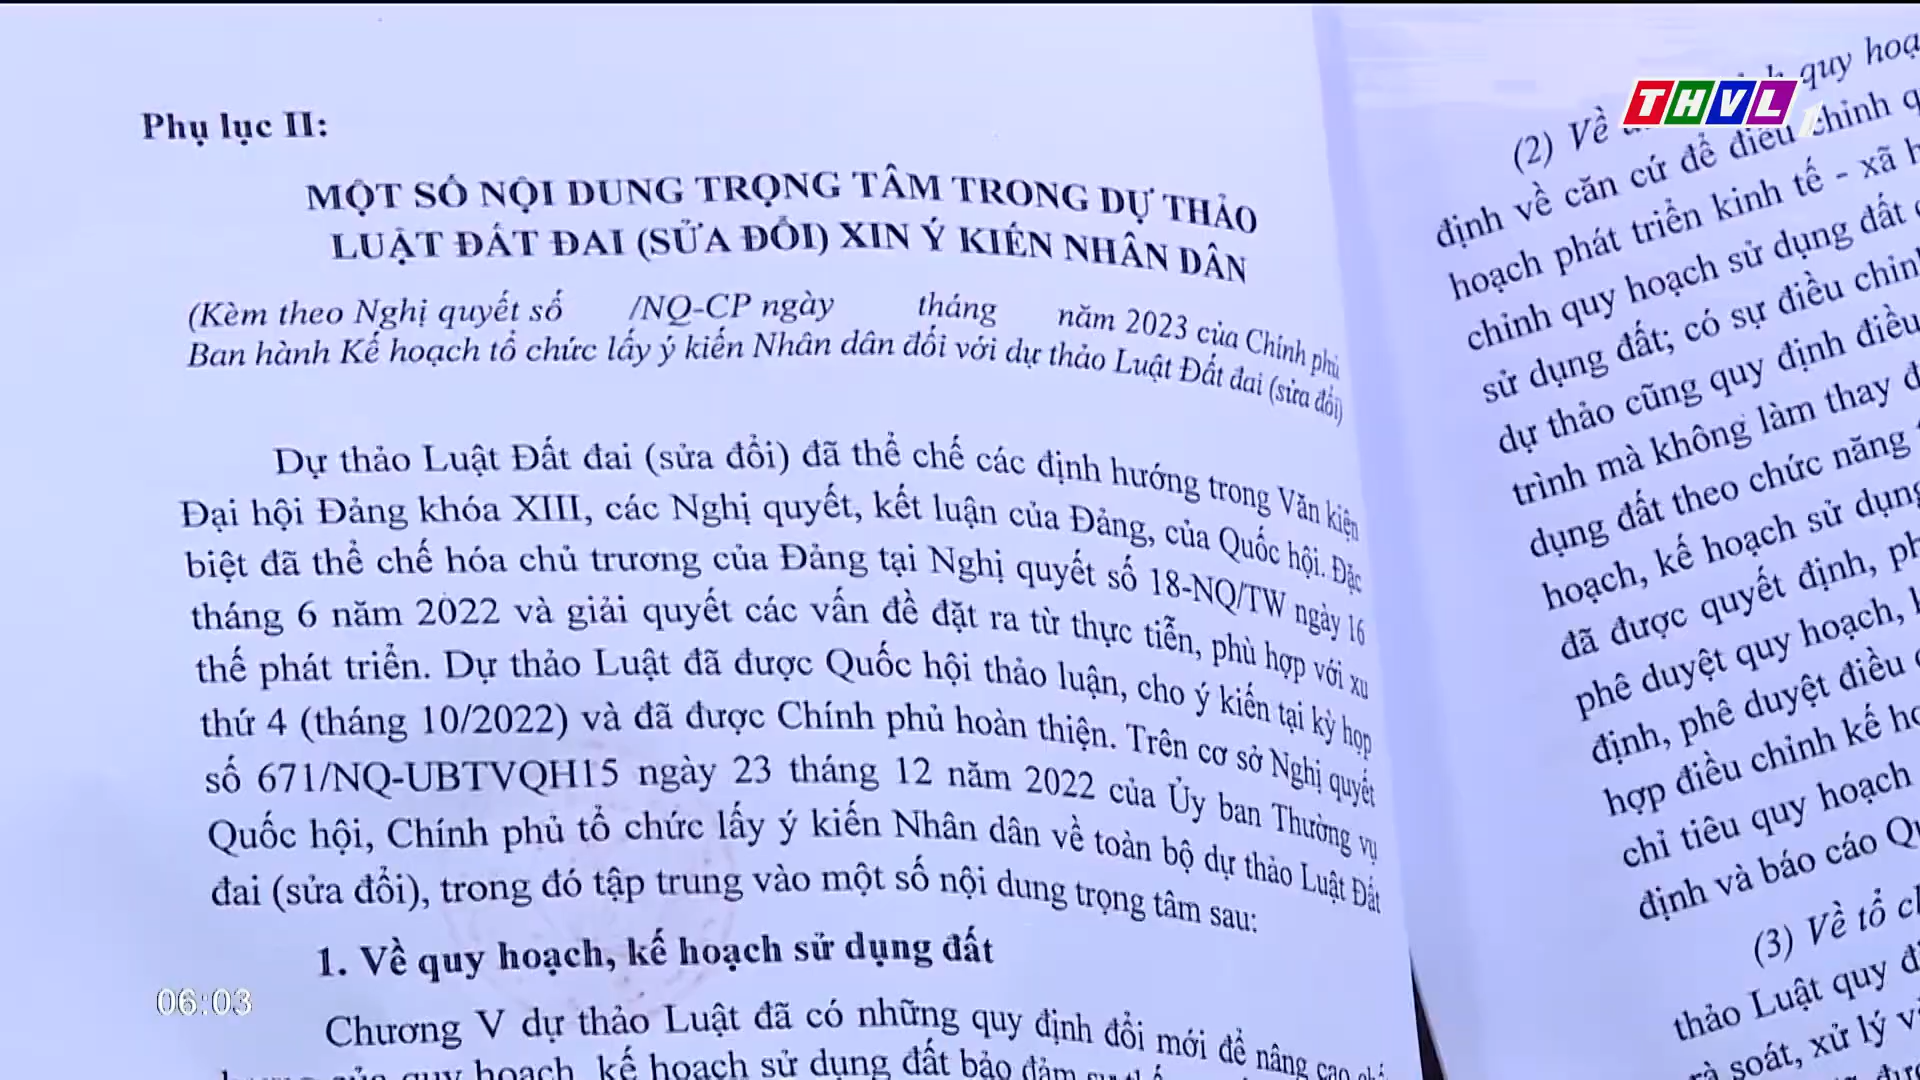 Phụ lục II:
MỘT SỐ NỘI DUNG TRỌNG TÂM TRONG DỰ THẢO
LUẬT ĐẤT ĐAI (SỬA ĐỔI) XIN Ý KIẾN NHÂN DÂN
(Kèm theo Nghị quyết số /NQ-CP ngày tháng năm 2023 của Chính phủ
Ban hành Kế hoạch tổ chức lấy ý kiến Nhân dân đối với dự thảo Luật Đất đai (sửa đổi)
Dự thảo Luật Đất đai (sửa đổi) đã thể chế các định hướng trong Văn kiện
Đại hội Đảng khóa XIII, các Nghị quyết, kết luận của Đảng, của Quốc hội. Đặc
biệt đã thể chế hóa chủ trương của Đảng tại Nghị quyết số 18-NQ/TW ngày 16
tháng 6 năm 2022 và giải quyết các vấn đề đặt ra từ thực tiễn, phù hợp với xu
thế phát triển. Dự thảo Luật đã được Quốc hội thảo luận, cho ý kiến tại kỳ họp
thứ 4 (tháng 10/2022) và đã được Chính phủ hoàn thiện. Trên cơ sở Nghị quyết
số 671/NQ-UBTVQH15 ngày 23 tháng 12 năm 2022 của Ủy ban Thường vụ
Quốc hội, Chính phủ tổ chức lấy ý kiến Nhân dân về toàn bộ dự thảo Luật Đất
đai (sửa đổi), trong đó tập trung vào một số nội dung trọng tâm sau:
1. Về quy hoạch, kế hoạch sử dụng đất
Chương V dự thảo Luật đã có những quy định đổi mới để nâng cao
quy hoạch, kế hoạch sử dụng đất bảo đảm
quy
(2) Về điều chỉnh
định về căn cứ để
hoạch phát triển kinh tế - xã
chỉnh quy hoạch sử dụng đất
sử dụng đất; có sự điều chỉnh
dự thảo cũng quy định điều
trình mà không làm thay
dụng đất theo chức năng
hoạch, kế hoạch sử dụng
đã được quyết định,
phê duyệt quy hoạch,
định, phê duyệt điều
hợp điều chỉnh kế
chỉ tiêu quy hoạch
định và báo cáo
(3) Về tổ
thảo Luật quy
soát, xử lý
THVL 1
06:03